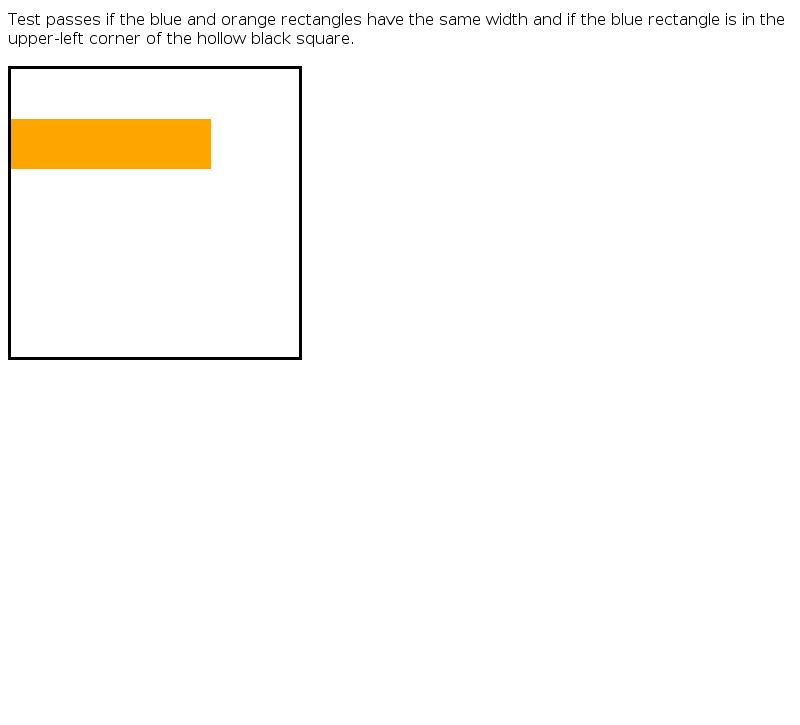 Test passes if the blue and orange rectangles have the same width and if the blue rectangle is in the
upper-left corner of the hollow black square.